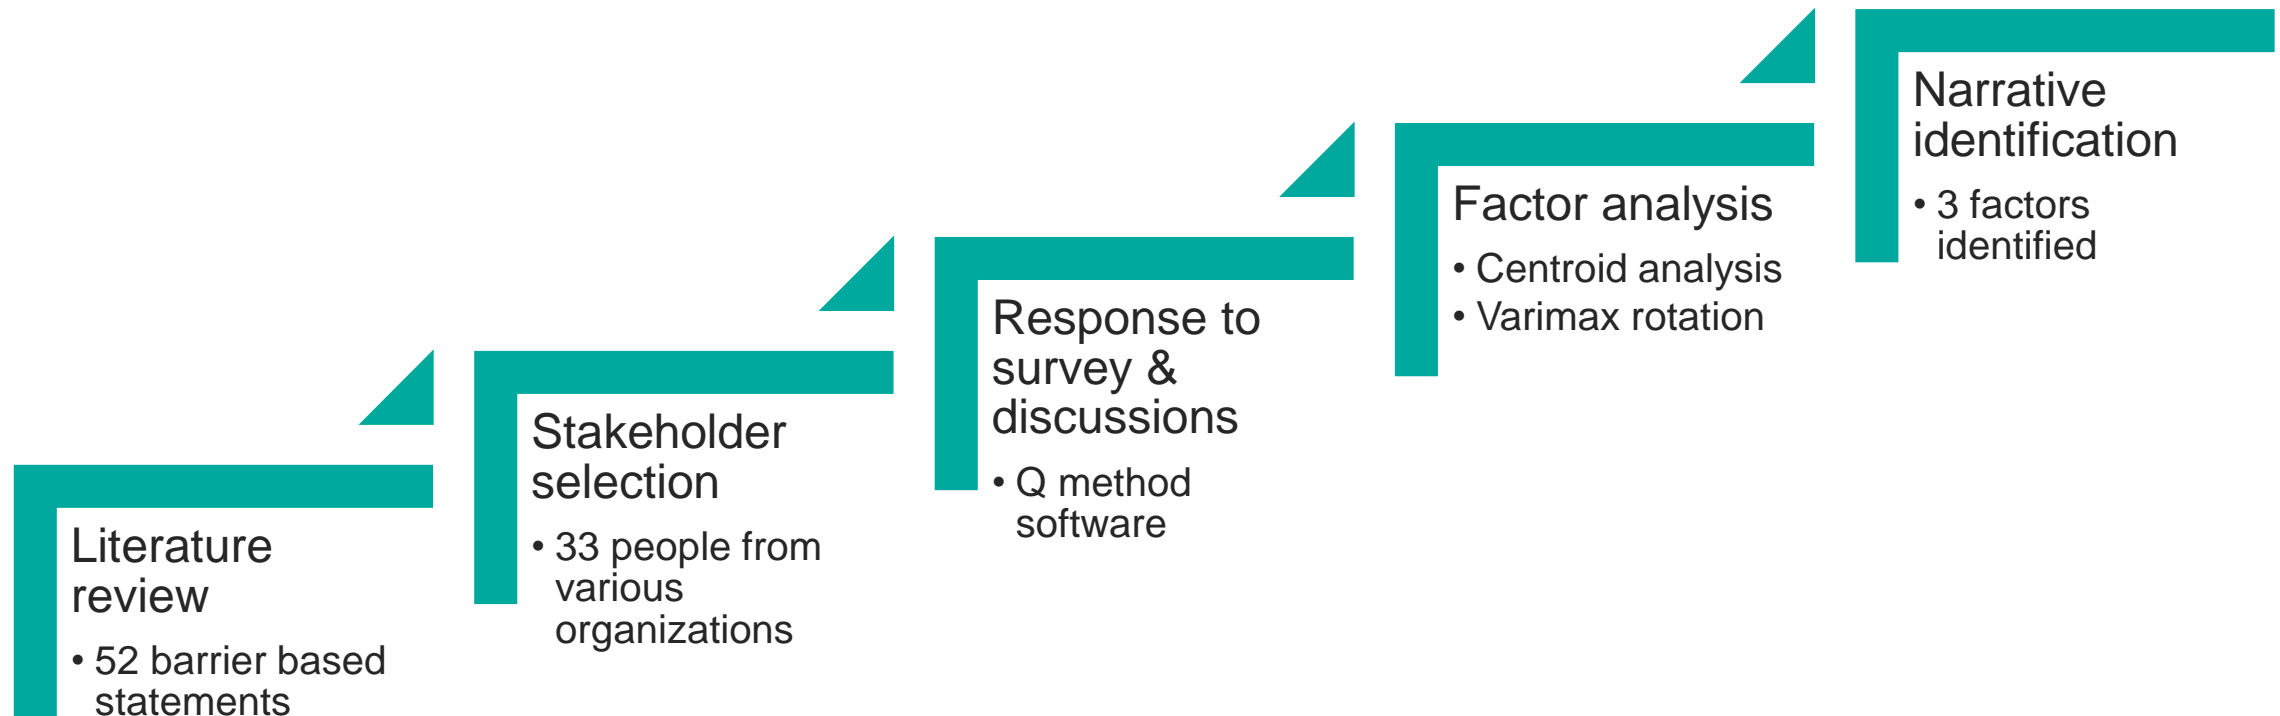 Literature
review
• 52 barrier based
statements
Stakeholder
selection
• 33 people from
various
organizations
Response to
survey &
discussions
• Q method
software
Factor analysis
• Centroid analysis
• Varimax rotation
Narrative
identification
• 3 factors
identified